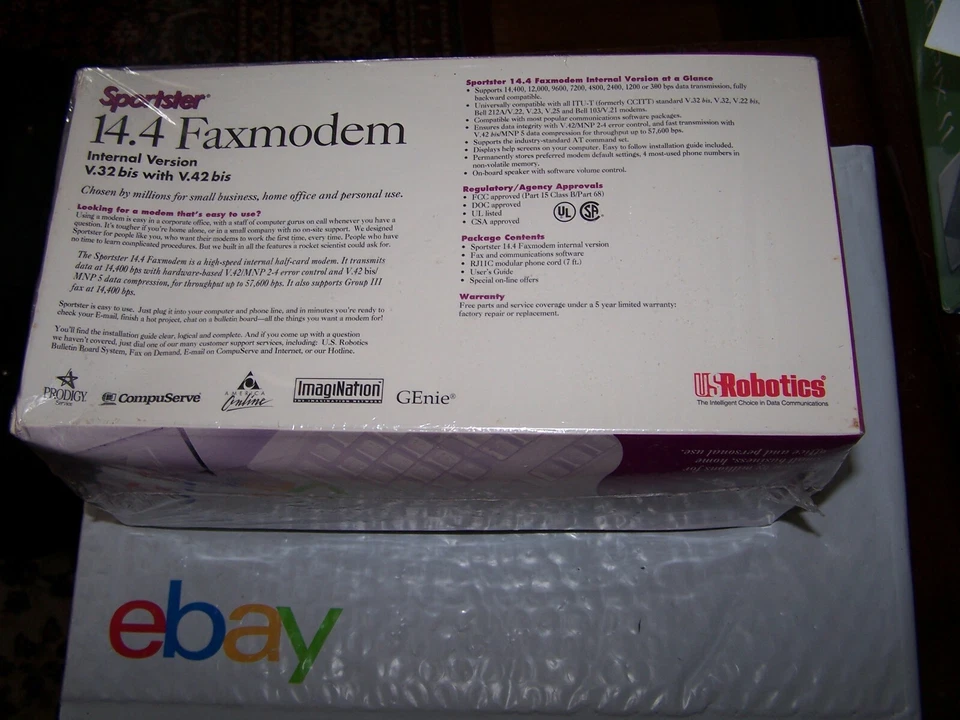 Sportster®
14.4 Faxmodem
Internal Version
V.32 bis with V.42 bis
Chosen by millions for small business, home office and personal use.
Looking for a modem that's easy to use?
Using a modem is easy in a corporate office, with a staff of computer gurus on call whenever you have a
question. It's tougher if you're home alone, or in a small company with no on-site support. We designed
Sportster for people like you, who want their modems to work the first time, every time. People who have
no time to learn complicated procedures. But we built in all the features a rocket scientist could ask for.
The Sportster 14.4 Faxmodem is a high-speed internal half-card modem. It transmits
data at 14,400 bps with hardware-based V.42/MNP 2-4 error control and V.42 bis/
MNP 5 data compression, for throughput up to 57,600 bps. It also supports Group III
fax at 14,400 bps.
Sportster is easy to use. Just plug it into your computer and phone line, and in minutes you're ready to
check your E-mail, finish a hot project, chat on a bulletin board—all the things you want a modem for!
You'll find the installation guide clear, logical and complete. And if you come up with a question
we haven't covered, just dial one of our many customer support services, including: U.S. Robotics
Bulletin Board System, Fax on Demand, E-mail on CompuServe and Internet, or our Hotline.
PRODIGY
Service
CompuServe
AMERICA
Online
ImagiNation
THE IMAGINATION NETWORK
GEnie®
Sportster 14.4 Faxmodem Internal Version at a Glance
• Supports 14,400, 12,000, 9600, 7200, 4800, 2400, 1200 or 300 bps data transmission, fully
backward compatible.
• Universally compatible with all ITU-T (formerly CCITT) standard V.32 bis, V.32, V.22 bis,
Bell 212A/V.22, V.23, V.25 and Bell 103/V.21 modems.
• Compatible with most popular communications software packages.
• Ensures data integrity with V.42/MNP 2-4 error control, and fast transmission with
V.42 bis/MNP 5 data compression for throughput up to 57,600 bps.
• Supports the industry-standard AT command set.
• Displays help screens on your computer. Easy to follow installation guide included.
• Permanently stores preferred modem default settings, 4 most-used phone numbers in
non-volatile memory.
• On-board speaker with software volume control.
Regulatory/Agency Approvals
• FCC approved (Part 15 Class B/Part 68)
• DOC approved
• UL listed
• CSA approved
UL
SA
Package Contents
• Sportster 14.4 Faxmodem internal version
• Fax and communications software
• RJ11C modular phone cord (7 ft.)
• User's Guide
• Special on-line offers
Warranty
Free parts and service coverage under a 5 year limited warranty:
factory repair or replacement.
USRobotics®
The Intelligent Choice in Data Communications
by millions for
business, home
office and personal use.
ebay